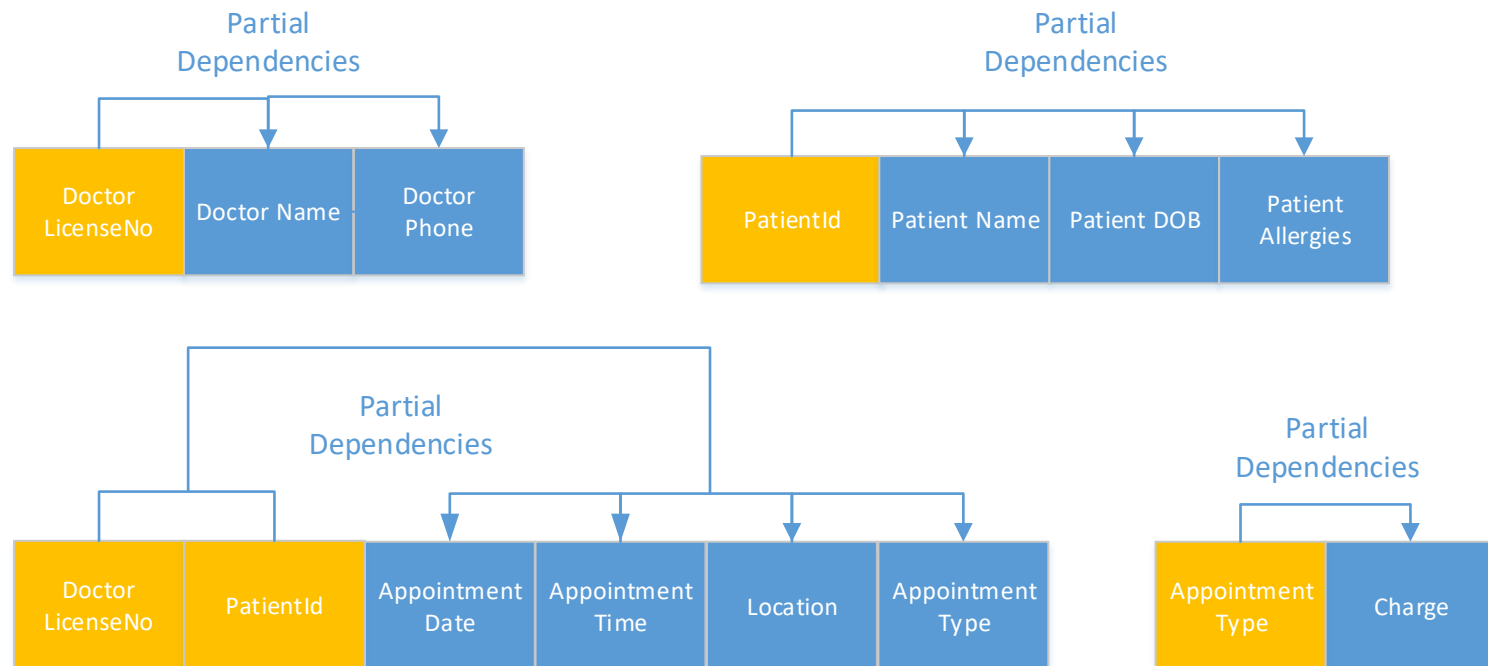 Partial
Dependencies
Doctor
LicenseNo
Doctor Name
Doctor
Phone
Partial
Dependencies
PatientId
Patient Name
Patient DOB
Patient
Allergies
Partial
Dependencies
Doctor
LicenseNo
PatientId
Appointment
Date
Appointment
Time
Location
Appointment
Type
Partial
Dependencies
Appointment
Type
Charge